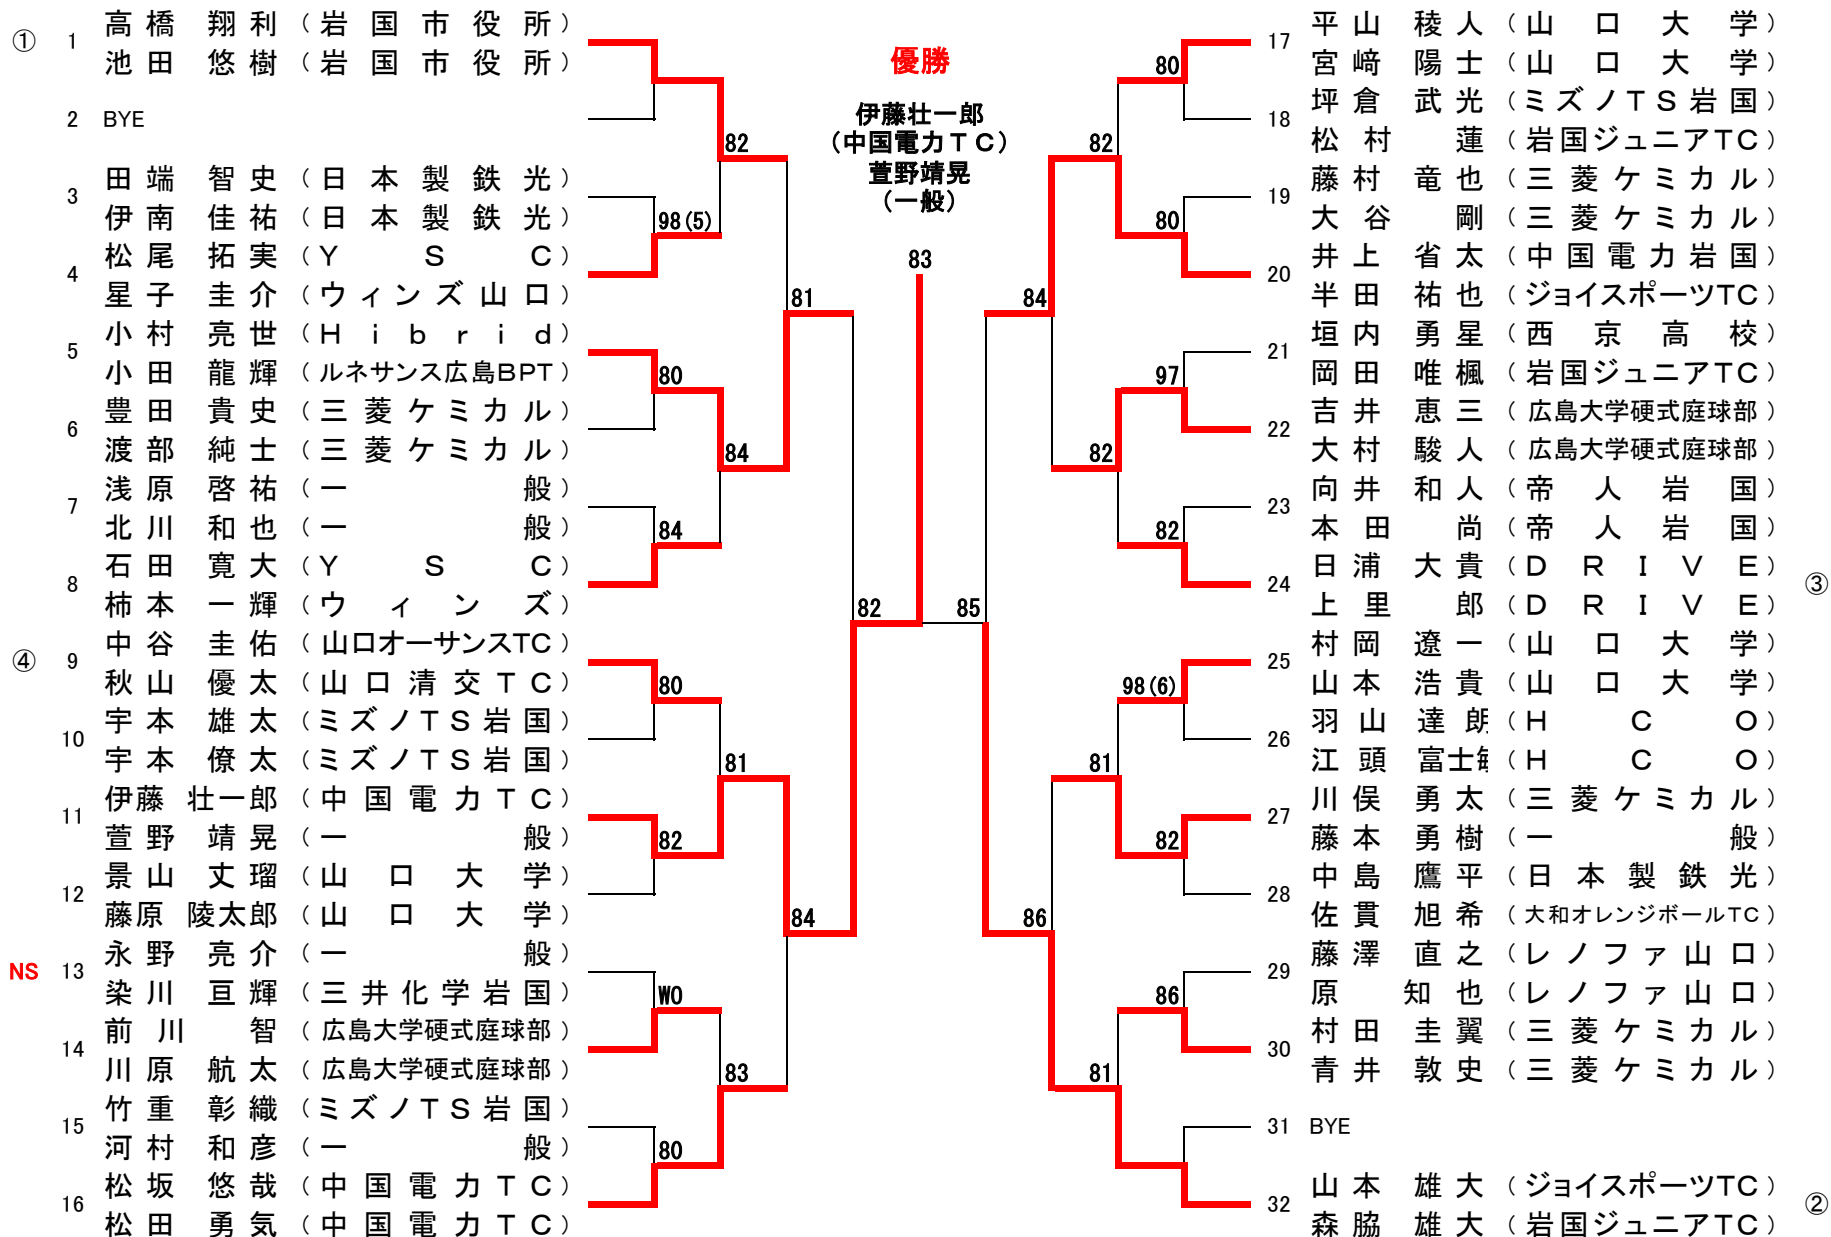 ① 1 高橋 翔利 (岩国市役所)
池田 悠樹 (岩国市役所)
2 BYE
3 田端 智史 (日本製鉄光)
伊南 佳祐 (日本製鉄光)
4 松尾 拓実 (YSC)
星子 圭介 (ウィンズ山口)
5 小村 亮世 (Hibrid)
小田 龍輝 (ルネサンス広島BPT)
6 豊田 貴史 (三菱ケミカル)
渡部 純士 (三菱ケミカル)
7 浅原 啓祐 (一般)
北川 和也 (一般)
8 石田 寛大 (YSC)
柿本 一輝 (ウィンズ)
④ 9 中谷 圭佑 (山口オーサンスTC)
秋山 優太 (山口清交TC)
10 宇本 雄太 (ミズノTS岩国)
宇本 僚太 (ミズノTS岩国)
11 伊藤 壮一郎 (中国電力TC)
萱野 靖晃 (一般)
12 景山 丈瑠 (山口大学)
藤原 陵太郎 (山口大学)
NS 13 永野 亮介 (一般)
染川 亘輝 (三井化学岩国)
14 前川 智 (広島大学硬式庭球部)
川原 航太 (広島大学硬式庭球部)
15 竹重 彰織 (ミズノTS岩国)
河村 和彦 (一般)
16 松坂 悠哉 (中国電力TC)
松田 勇気 (中国電力TC)
98(5)
80
84
80
82
WO
80
82
84
81
83
81
84
82
優勝
伊藤壮一郎
(中国電力TC)
萱野靖晃
(一般)
83
85
84
86
82
82
81
81
80
80
97
82
98(6)
82
86
17 平山 稜人 (山口大学)
宮﨑 陽士 (山口大学)
18 坪倉 武光 (ミズノTS岩国)
松村 蓮 (岩国ジュニアTC)
19 藤村 竜也 (三菱ケミカル)
大谷 剛 (三菱ケミカル)
20 井上 省太 (中国電力岩国)
半田 祐也 (ジョイスポーツTC)
21 垣内 勇星 (西京高校)
岡田 唯楓 (岩国ジュニアTC)
22 吉井 恵三 (広島大学硬式庭球部)
大村 駿人 (広島大学硬式庭球部)
23 向井 和人 (帝人岩国)
本田 尚 (帝人岩国)
24 日浦 大貴 (DRIVE) ③
上里 郎 (DRIVE)
25 村岡 遼一 (山口大学)
山本 浩貴 (山口大学)
26 羽山 達朗 (HCO)
江頭 富士 (HCO)
27 川俣 勇太 (三菱ケミカル)
藤本 勇樹 (一般)
28 中島 鷹平 (日本製鉄光)
佐貫 旭希 (大和オレンジボールTC)
29 藤澤 直之 (レノファ山口)
原 知也 (レノファ山口)
30 村田 圭翼 (三菱ケミカル)
青井 敦史 (三菱ケミカル)
31 BYE
32 山本 雄大 (ジョイスポーツTC) ②
森脇 雄大 (岩国ジュニアTC)